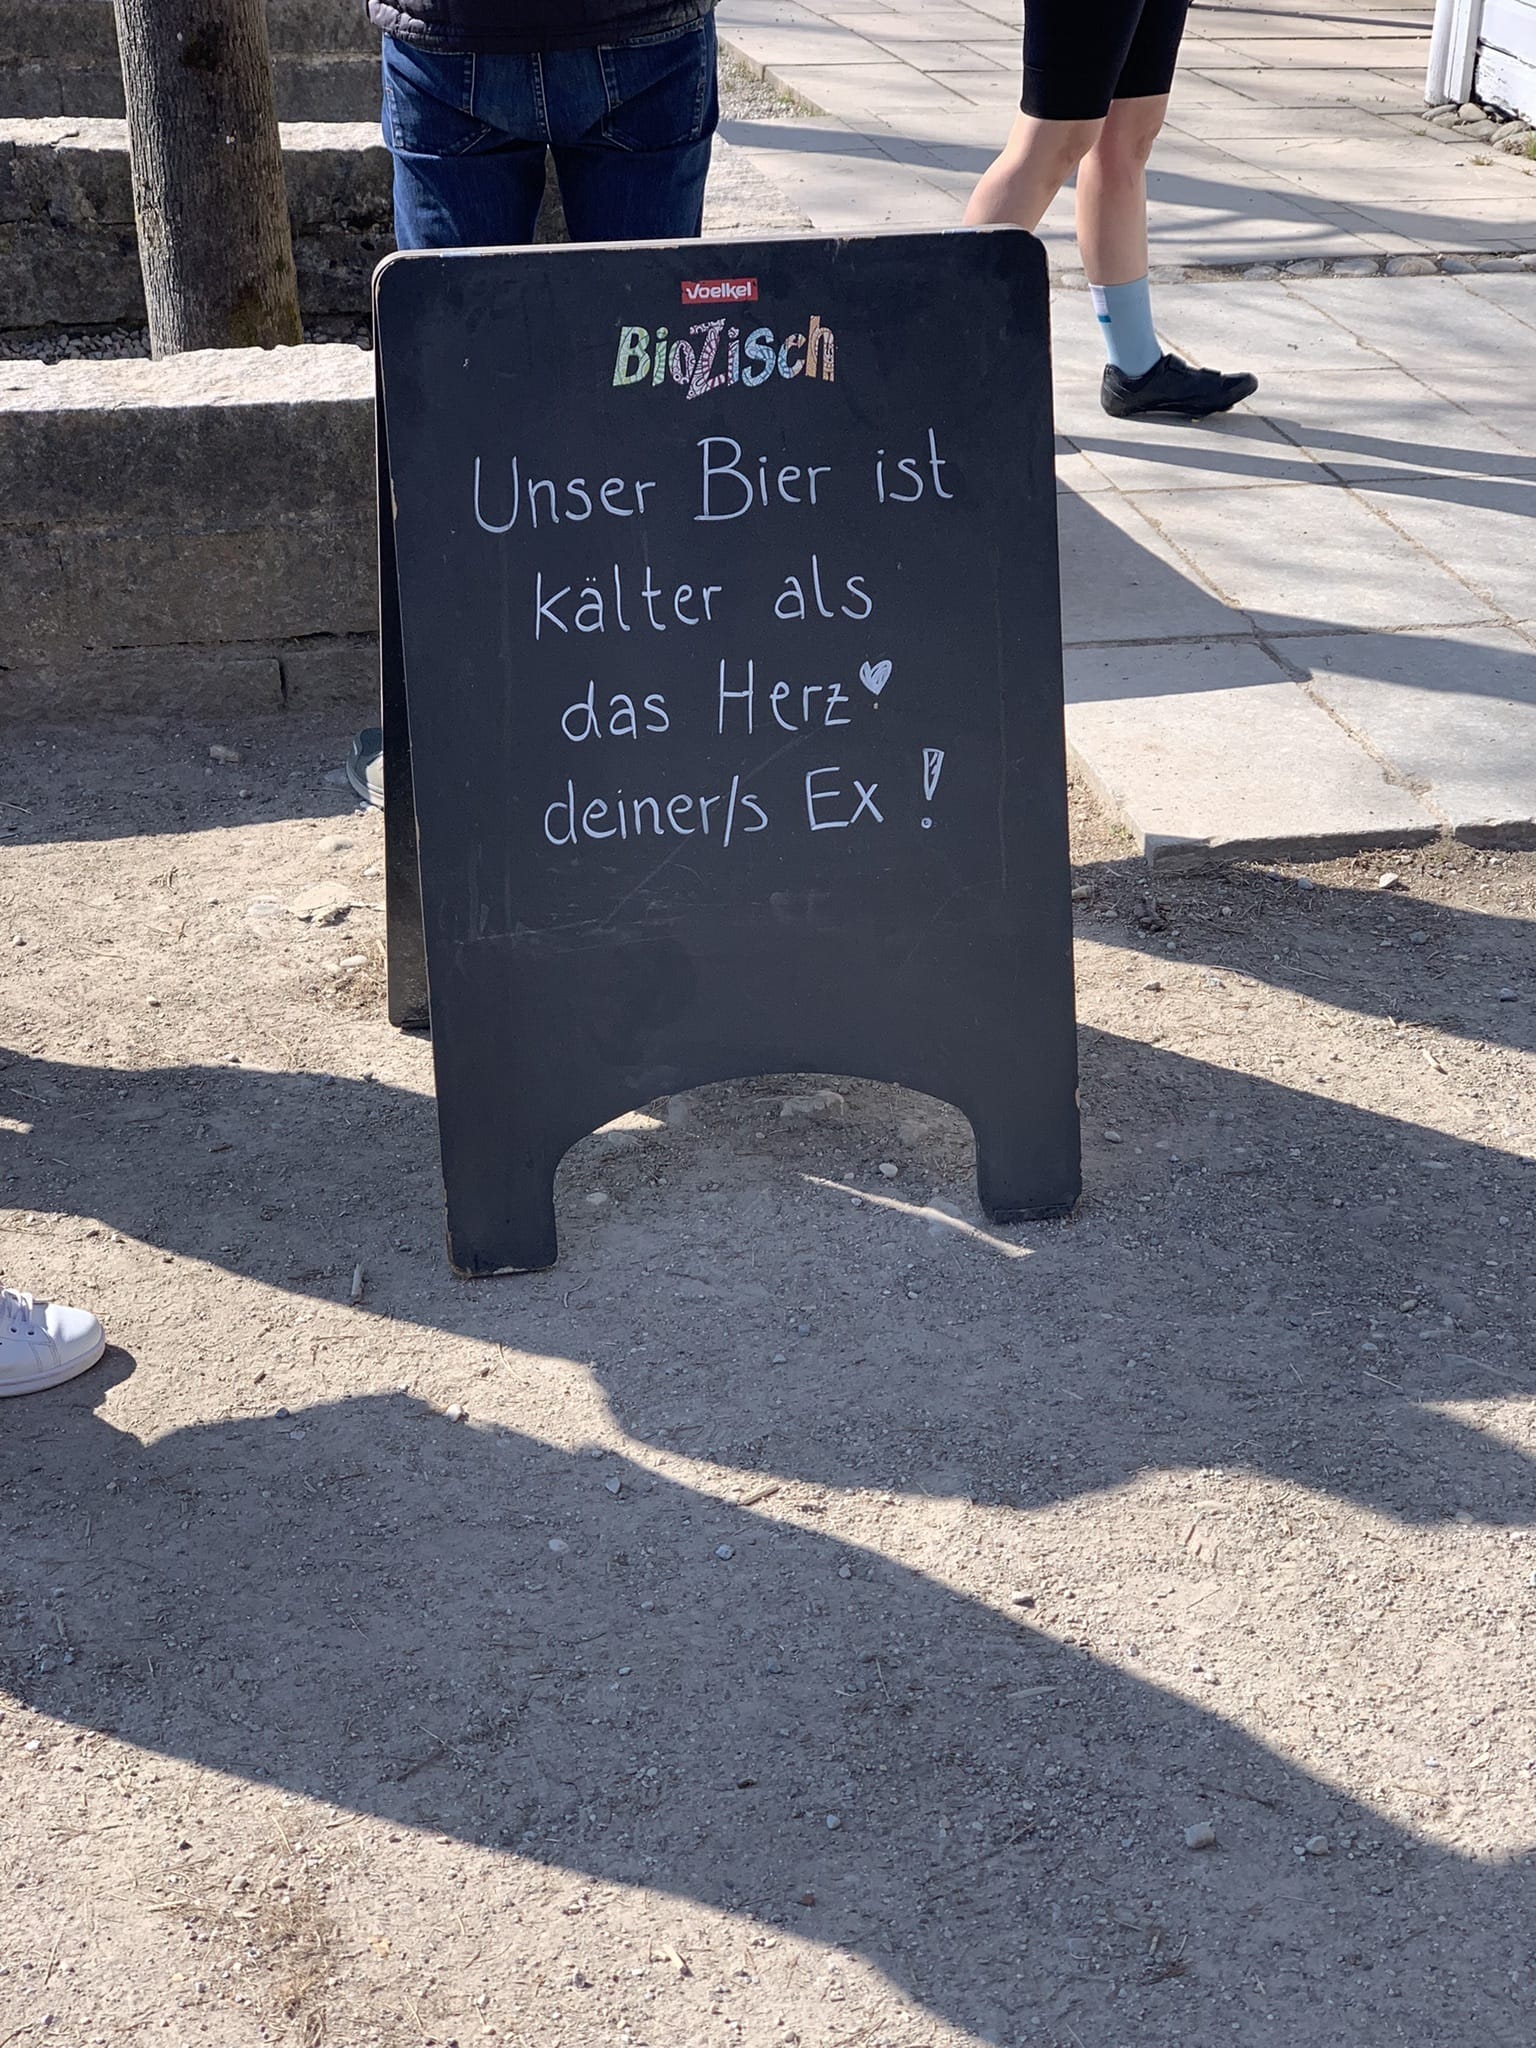 Voelkel
BioZisch
Unser Bier ist
kälter als
das Herz
deiner/s Ex !